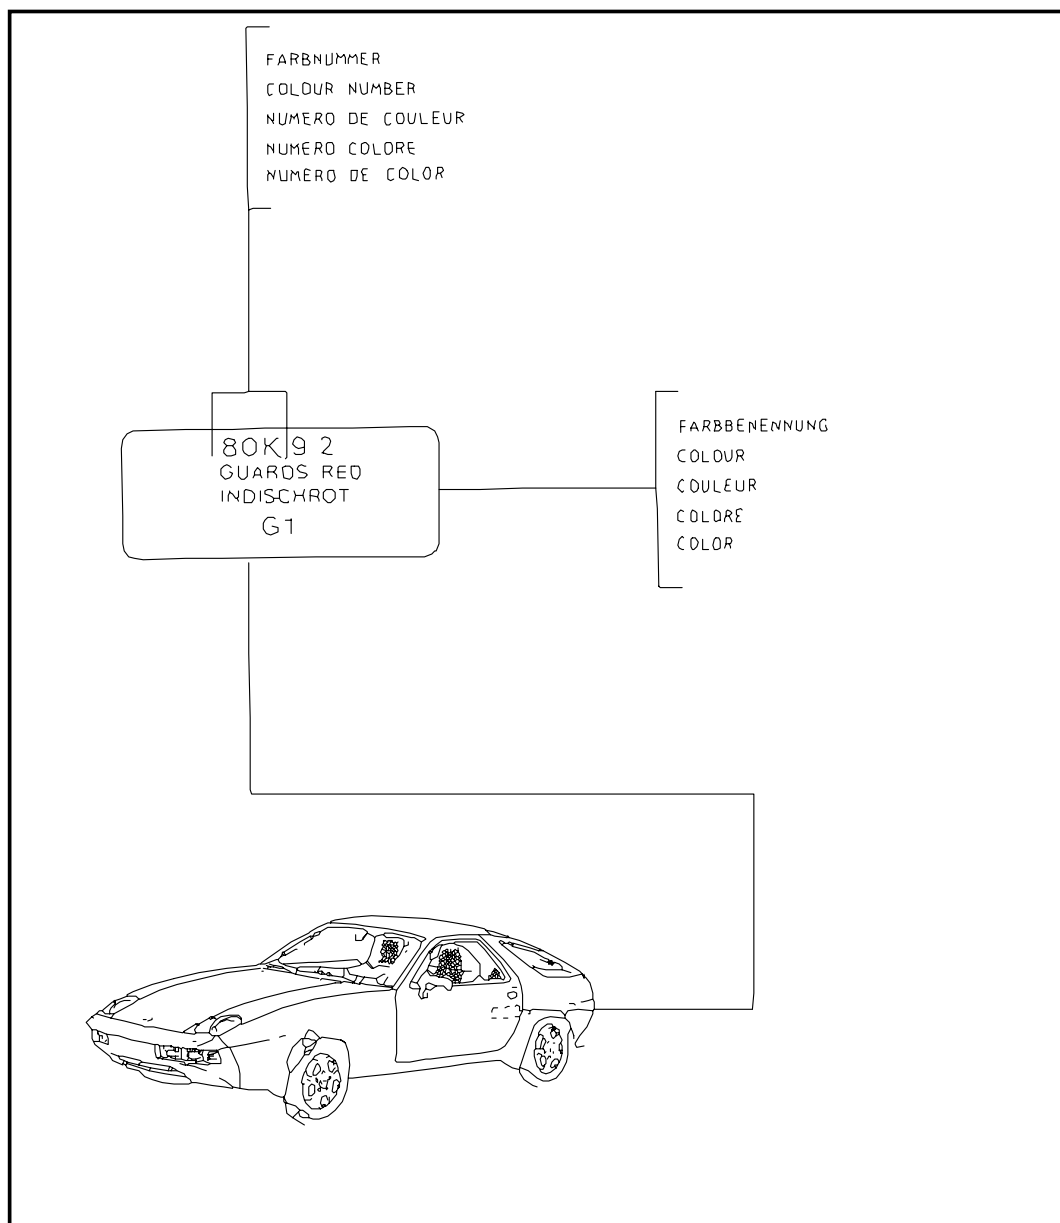 FARBNUMMER
COLOUR NUMBER
NUMERO DE COULEUR
NUMERO COLORE
NUMERO DE COLOR
80K 9 2
GUARDS RED
INDISCHROT
G1
FARBBENENNUNG
COLOUR
COULEUR
COLORE
COLOR